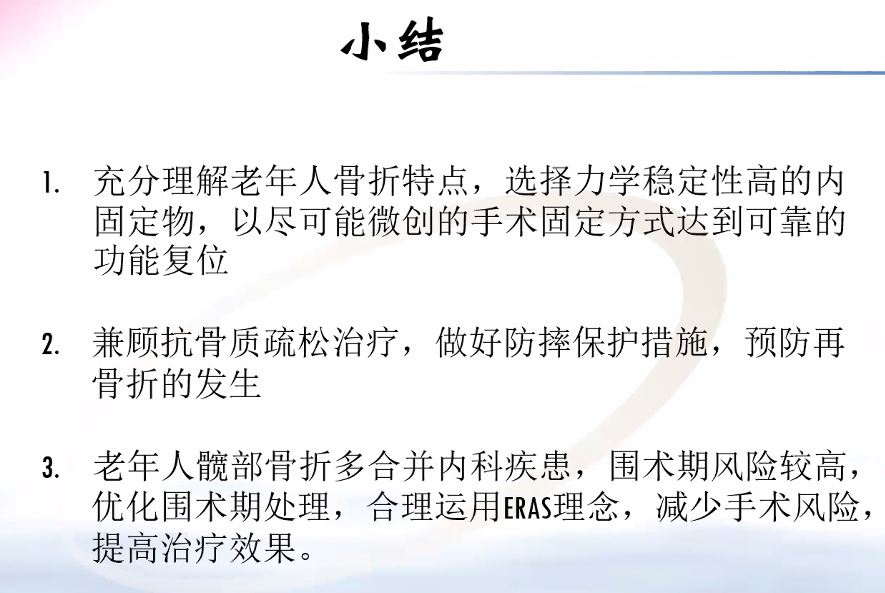 小结
1. 充分理解老年人骨折特点，选择力学稳定性高的内
固定物，以尽可能微创的手术固定方式达到可靠的
功能复位
2. 兼顾抗骨质疏松治疗，做好防摔保护措施，预防再
骨折的发生
3. 老年人髋部骨折多合并内科疾患，围术期风险较高，
优化围术期处理，合理运用ERAS理念，减少手术风险，
提高治疗效果。